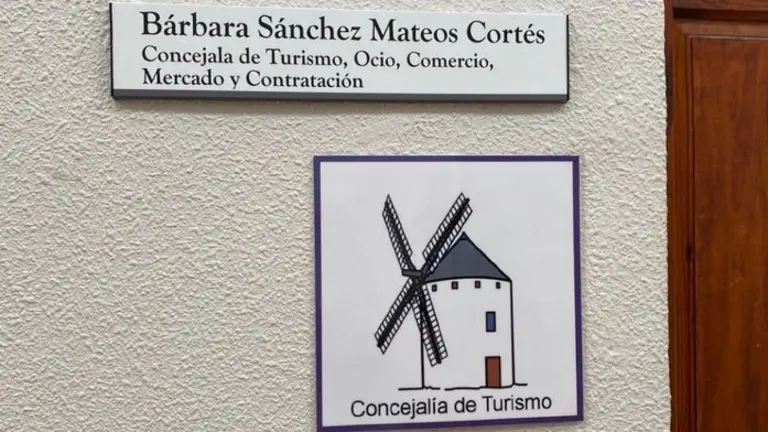 Bárbara Sánchez Mateos Cortés
Concejala de Turismo, Ocio, Comercio,
Mercado y Contratación
Concejalía de Turismo